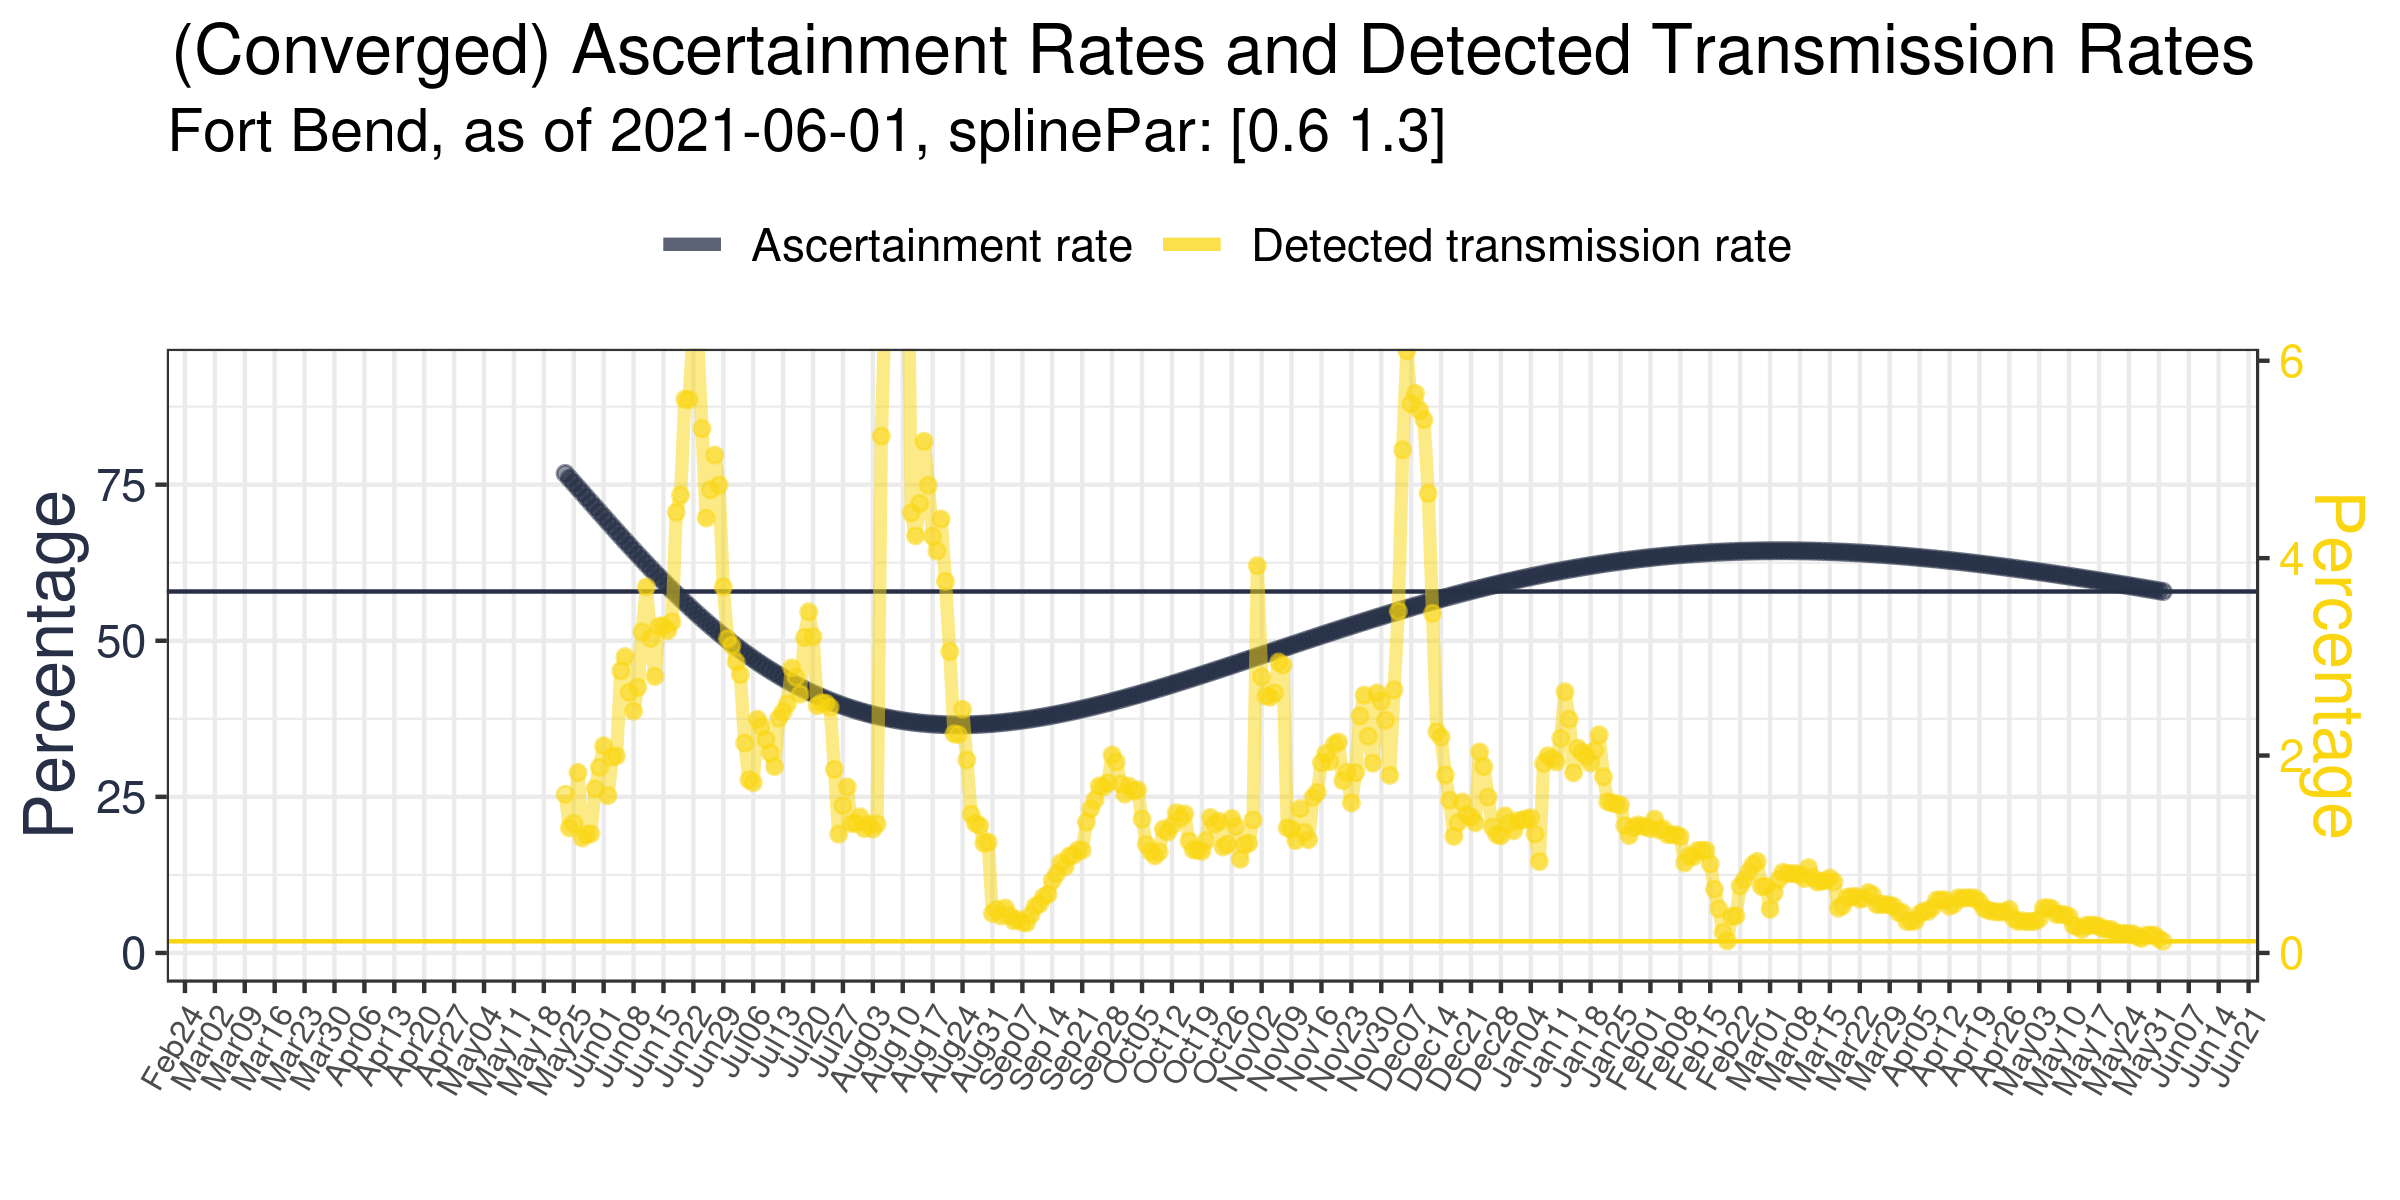 (Converged) Ascertainment Rates and Detected Transmission Rates
Fort Bend, as of 2021-06-01, splinePar: [0.6 1.3]
Ascertainment rate Detected transmission rate
Percentage
75
50
25
0
6
4
2
0
Percentage
Feb24 Mar02 Mar09 Mar16 Mar23 Mar30 Apr06 Apr13 Apr20 Apr27 May04 May11 May18 May25 Jun01 Jun08 Jun15 Jun22 Jun29 Jul06 Jul13 Jul20 Jul27 Aug03 Aug10 Aug17 Aug24 Aug31 Sep07 Sep14 Sep21 Sep28 Oct05 Oct12 Oct19 Oct26 Nov02 Nov09 Nov16 Nov23 Nov30 Dec07 Dec14 Dec21 Dec28 Jan04 Jan11 Jan18 Jan25 Feb01 Feb08 Feb15 Feb22 Mar01 Mar08 Mar15 Mar22 Mar29 Apr05 Apr12 Apr19 Apr26 May03 May10 May17 May24 May31 Jun07 Jun14 Jun21